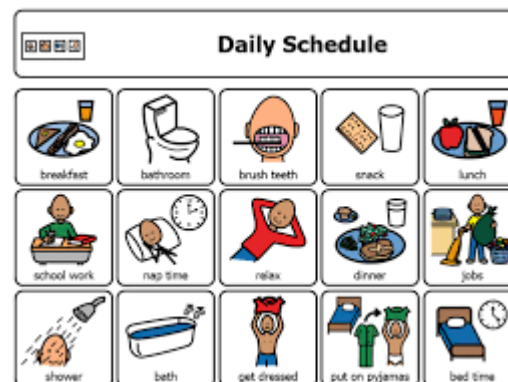 Daily Schedule
breakfast
bathroom
brush teeth
snack
lunch
school work
nap time
relax
dinner
jobs
shower
bath
get dressed
put on pyjamas
bed time